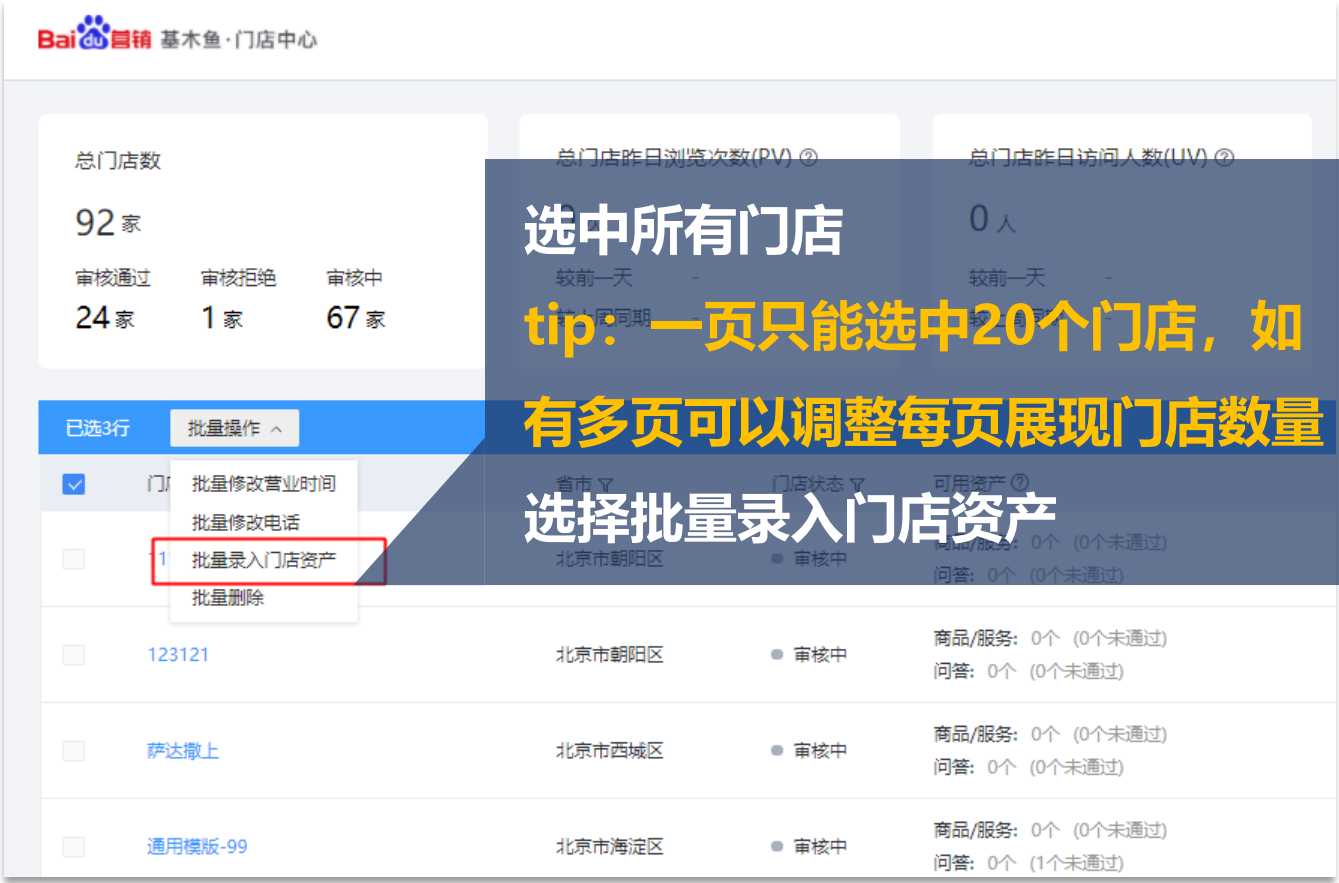 Baidu营销 基木鱼·门店中心
总门店数
92 家
审核通过 审核拒绝 审核中
24 家 1 家 67 家
总门店昨日浏览次数(PV)
较前一天 -
总门店昨日访问人数(UV)
0 人
较前一天 -
选中所有门店
tip：一页只能选中20个门店，如
有多页可以调整每页展现门店数量
选择批量录入门店资产
已选3行 批量操作
批量修改营业时间
批量修改电话
批量录入门店资产
批量删除
省市 门店状态 可用资产
北京市朝阳区 审核中 商品/服务: 0个 (0个未通过)
问答: 0个 (0个未通过)
123121 北京市朝阳区 审核中 商品/服务: 0个 (0个未通过)
问答: 0个 (0个未通过)
萨达撒上 北京市西城区 审核中 商品/服务: 0个 (0个未通过)
问答: 0个 (0个未通过)
通用模版-99 北京市海淀区 审核中 商品/服务: 0个 (0个未通过)
问答: 0个 (1个未通过)